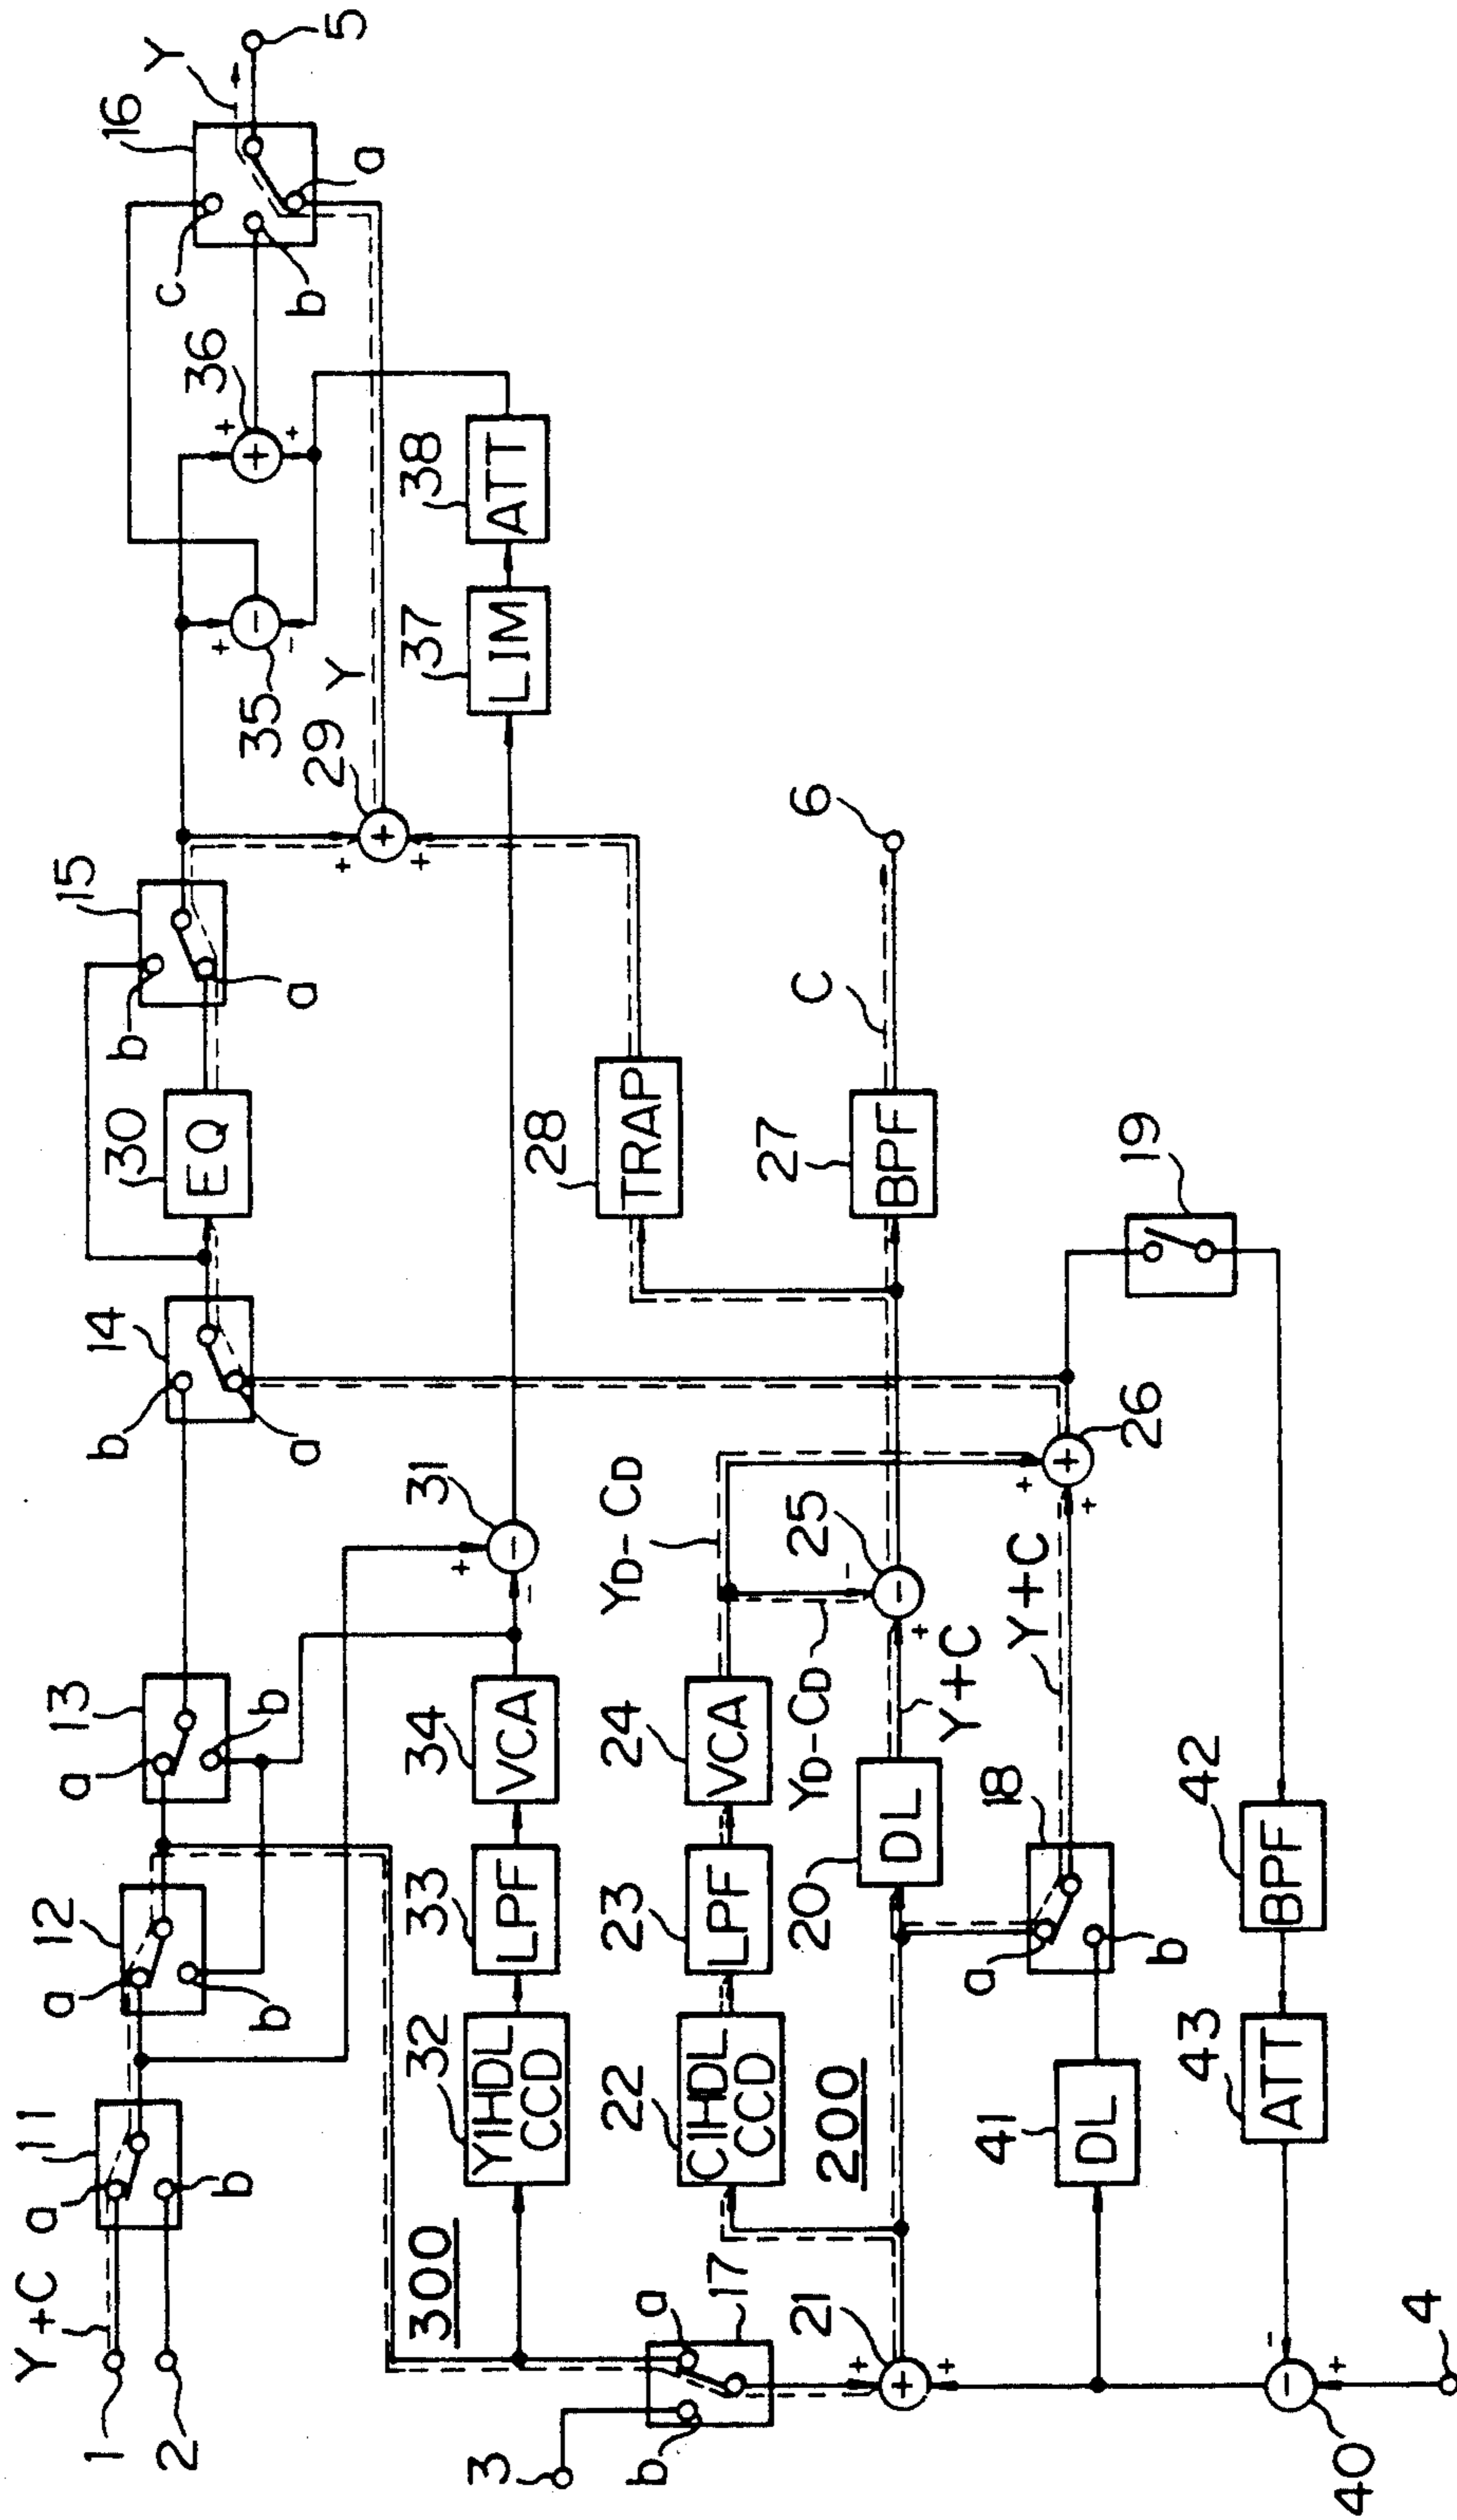 Y+C
1
2
a
11
b
a
12
b
a
13
b
b
14
a
30
EQ
b
15
a
35
+
-
-
36
+
+
+
c
16
b
a
Y
5
300
32
Y1HDL
CCD
33
LPF
34
VCA
31
+
-
-
29
+
+
+
Y
37
LIM
38
ATT
3
b
a
17
22
C1HDL
CCD
23
LPF
24
VCA
YD-CD
28
TRAP
200
20
DL
YD-CD
25
-
-
+
Y+C
27
BPF
C
6
21
+
+
+
41
DL
a
18
b
Y+C
26
+
+
+
19
40
-
-
+
4
43
ATT
42
BPF